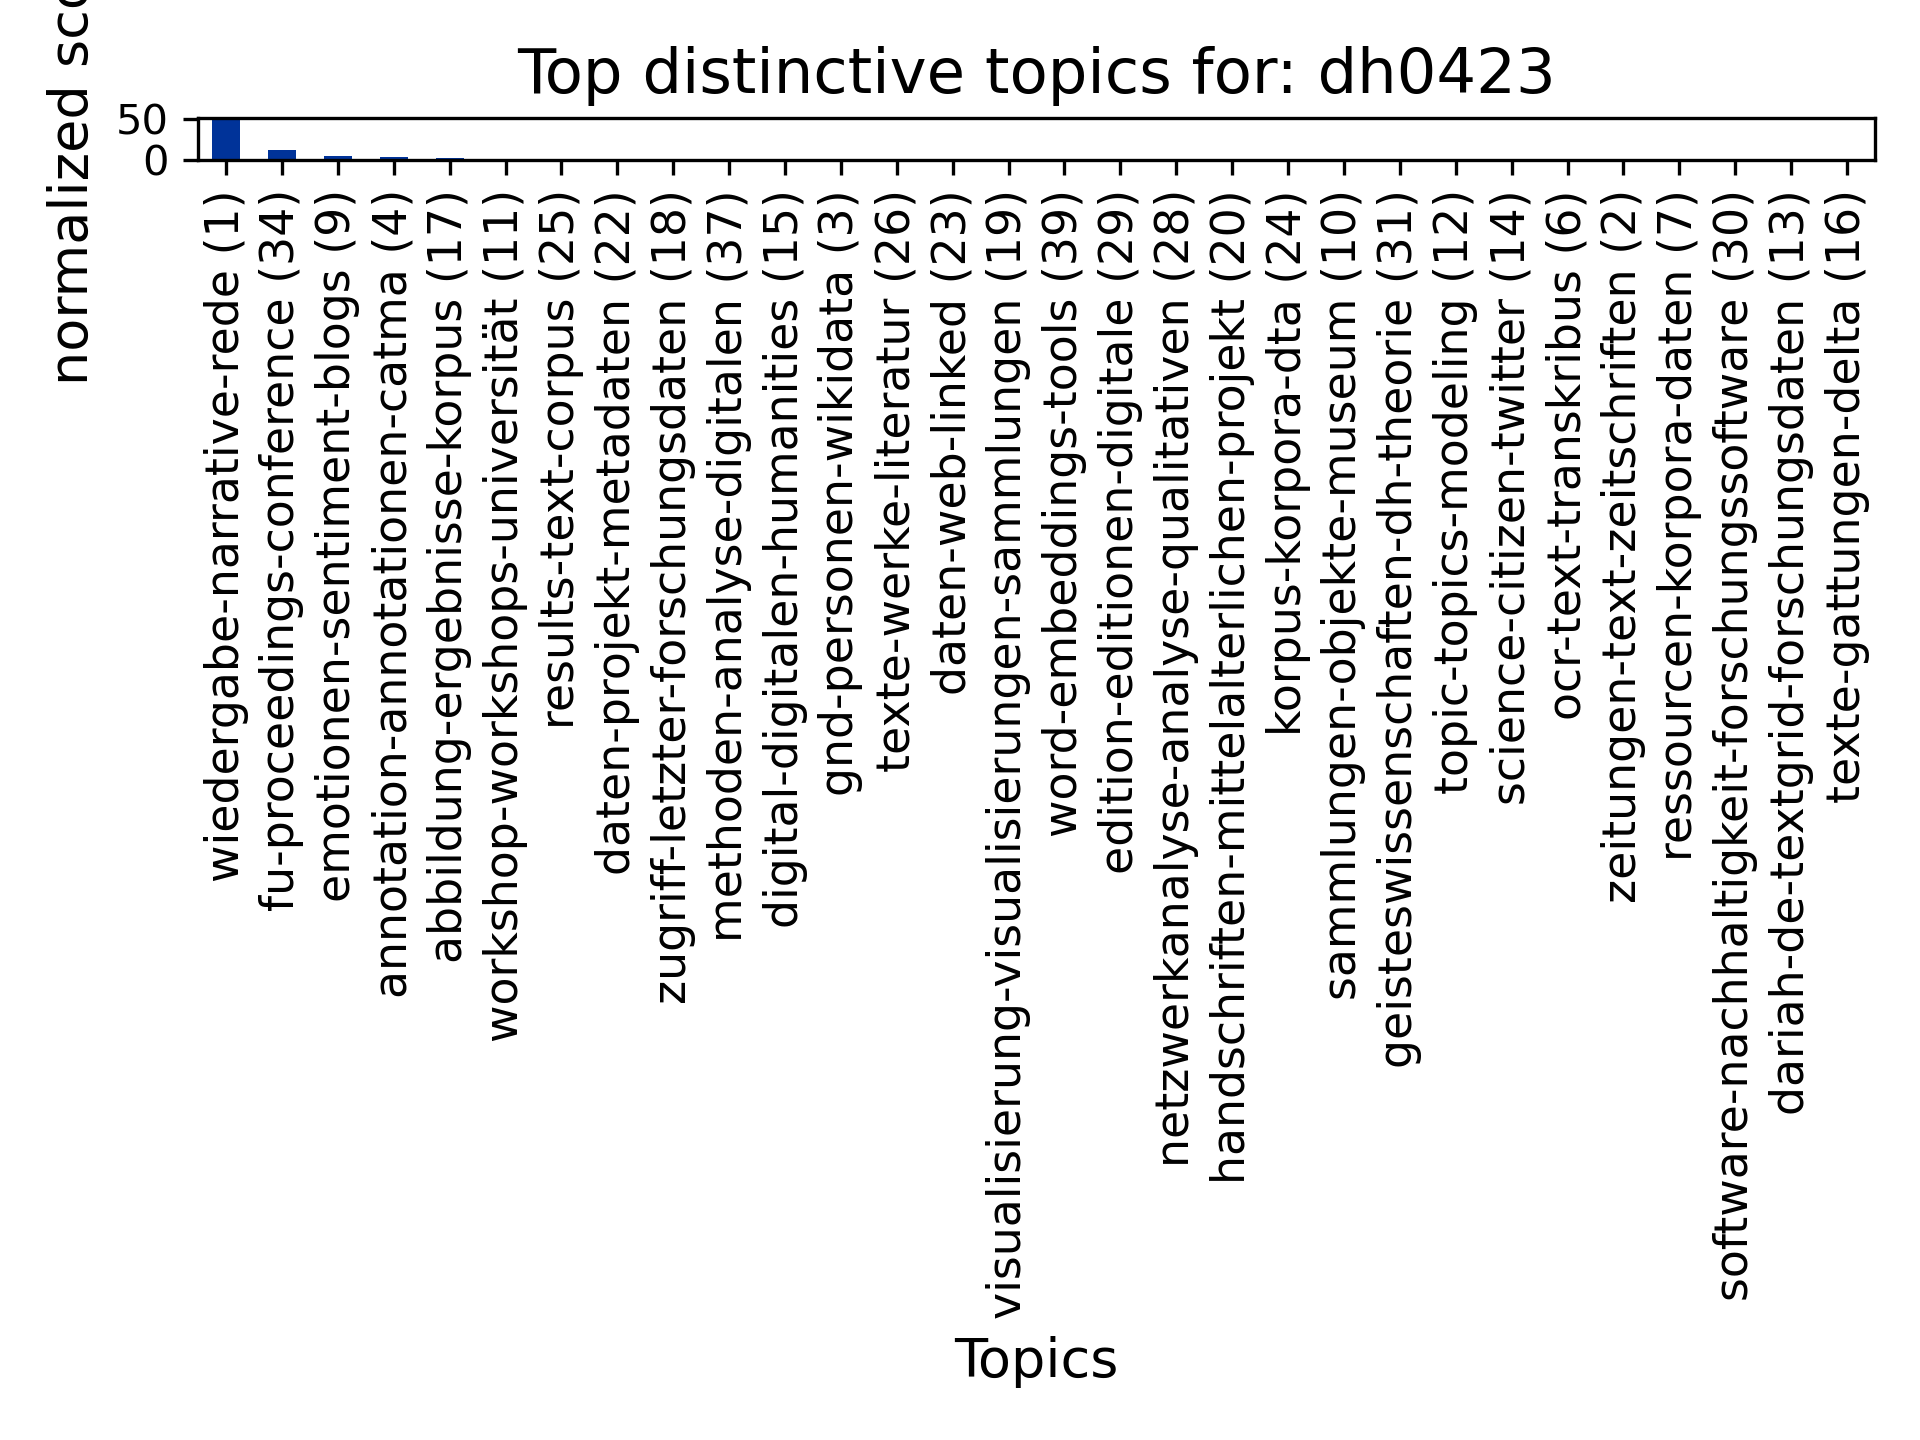 Top distinctive topics for: dh0423
normalized
50
0
wiedergabe-narrative-rede (1)
fu-proceedings-conference (34)
emotionen-sentiment-blogs (9)
annotation-annotationen-catma (4)
abbildung-ergebnisse-korpus (17)
workshop-workshops-universität (11)
results-text-corpus (25)
daten-projekt-metadaten (22)
zugriff-letzter-forschungsdaten (18)
methoden-analyse-digitalen (37)
digital-digitalen-humanities (15)
gnd-personen-wikidata (3)
texte-werke-literatur (26)
daten-web-linked (23)
visualisierung-visualisierungen-sammlungen (19)
word-embeddings-tools (39)
edition-editionen-digitale (29)
netzwerkanalyse-analyse-qualitativen (28)
handschriften-mittelalterlichen-projekt (20)
korpus-korpora-dta (24)
sammlungen-objekte-museum (10)
geisteswissenschaften-dh-theorie (31)
topic-topics-modeling (12)
science-citizen-twitter (14)
ocr-text-transkribus (6)
zeitungen-text-zeitschriften (2)
ressourcen-korpora-daten (7)
software-nachhaltigkeit-forschungssoftware (30)
dariah-de-textgrid-forschungsdaten (13)
texte-gattungen-delta (16)
Topics